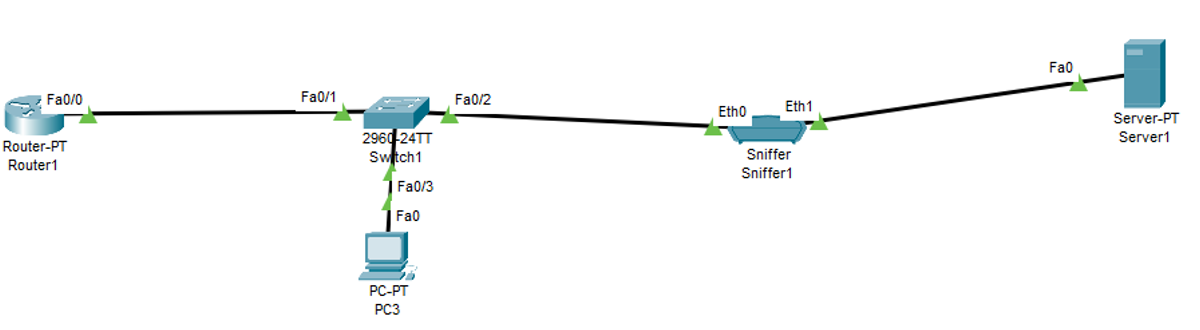 Fa0/0
Router-PT
Router1
Fa0/1
Fa0/2
2960-24TT
Switch1
Fa0/3
Fa0
PC-PT
PC3
Eth0
Eth1
Sniffer
Sniffer1
Fa0
Server-PT
Server1